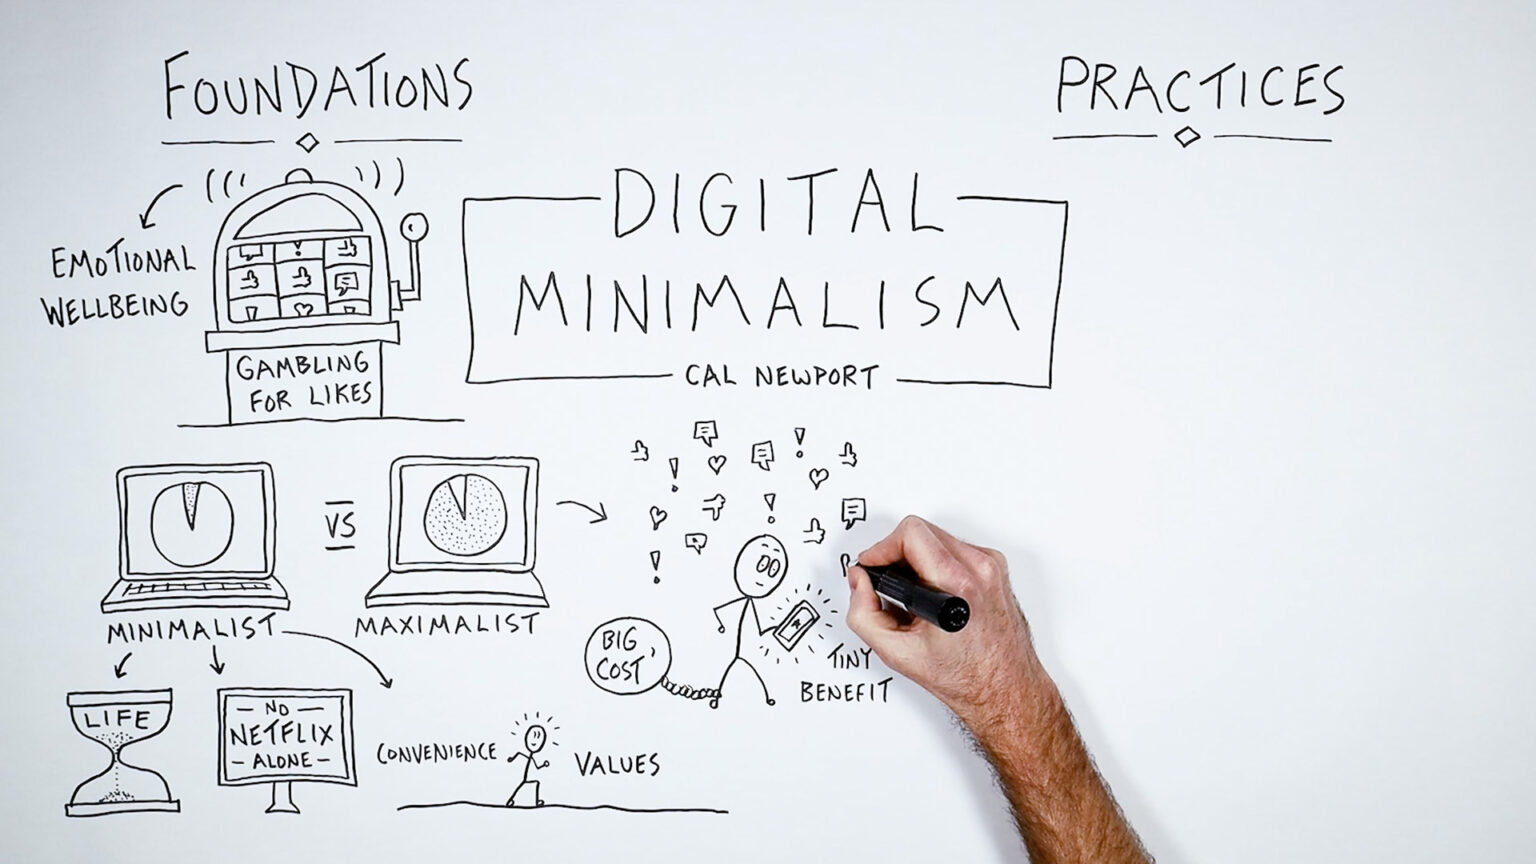 FOUNDATIONS
PRACTICES
DIGITAL
MINIMALISM
CAL NEWPORT
EMOTIONAL
WELLBEING
GAMBLING
FOR LIKES
VS
MINIMALIST
MAXIMALIST
BIG
COST
TINY
BENEFIT
LIFE
NO
NETFLIX
ALONE
CONVENIENCE
VALUES